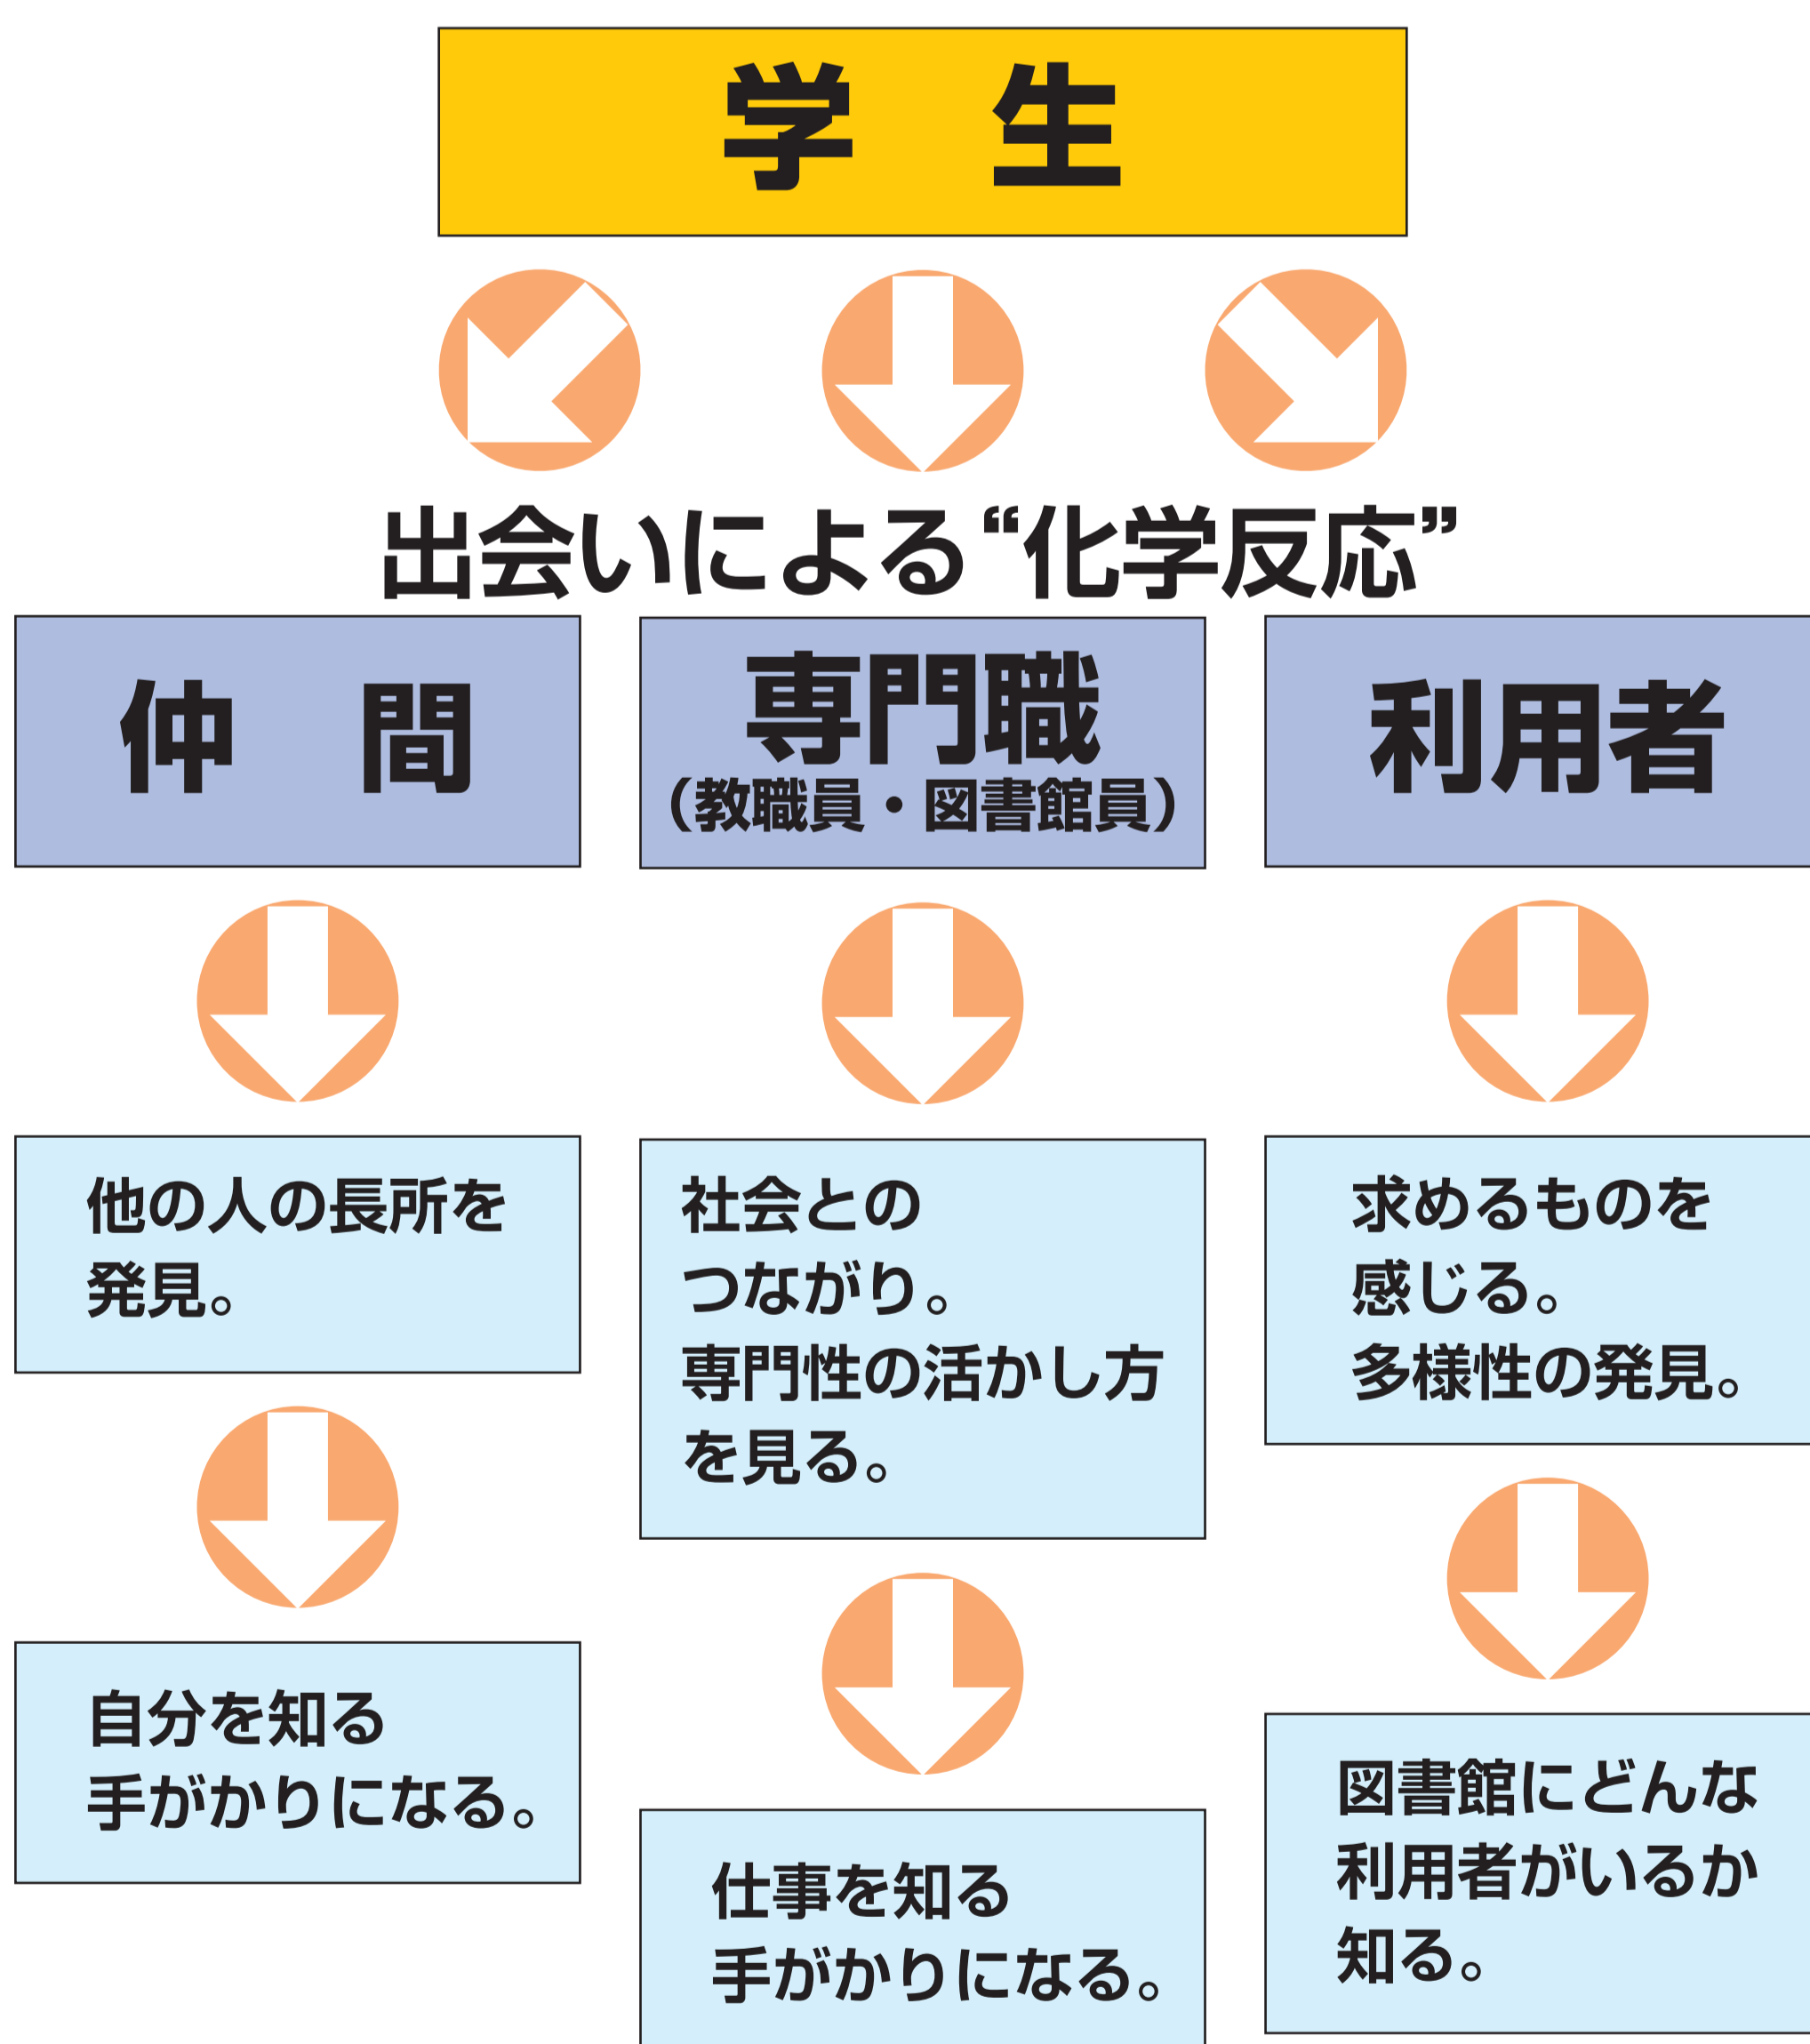 学　生
出会いによる“化学反応”
仲　間
他の人の長所を
発見。
自分を知る
手がかりになる。
専門職
（教職員・図書館員）
社会との
つながり。
専門性の活かし方
を見る。
仕事を知る
手がかりになる。
利用者
求めるものを
感じる。
多様性の発見。
図書館にどんな
利用者がいるか
知る。